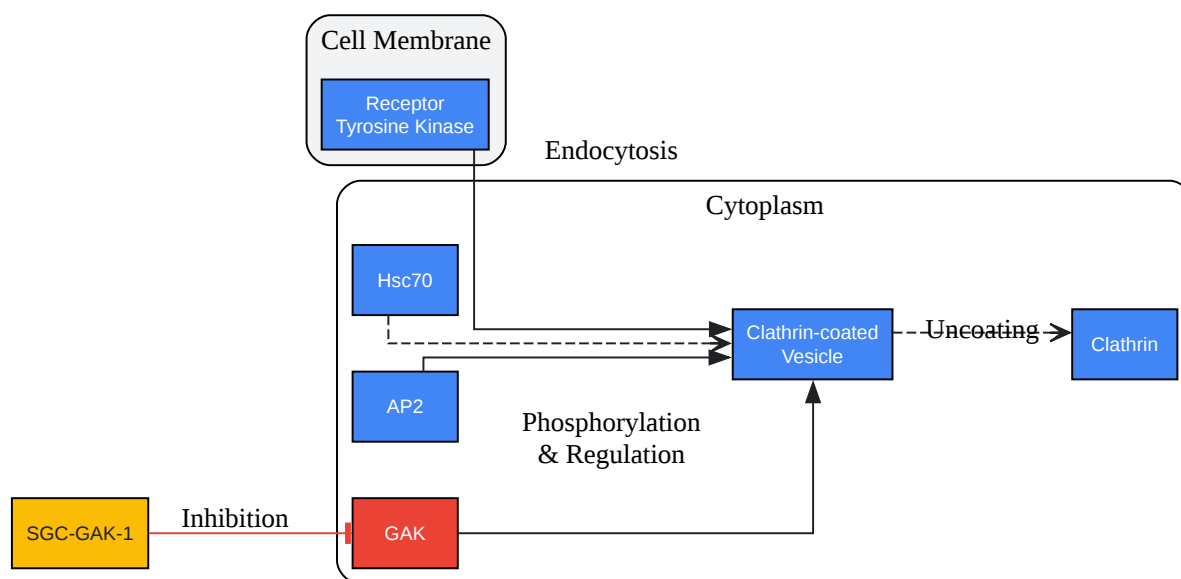 Cell Membrane
Receptor
Tyrosine Kinase
Endocytosis
Cytoplasm
Hsc70
Clathrin-coated
Vesicle
Uncoating
Clathrin
AP2
Phosphorylation
& Regulation
SGC-GAK-1
Inhibition
GAK